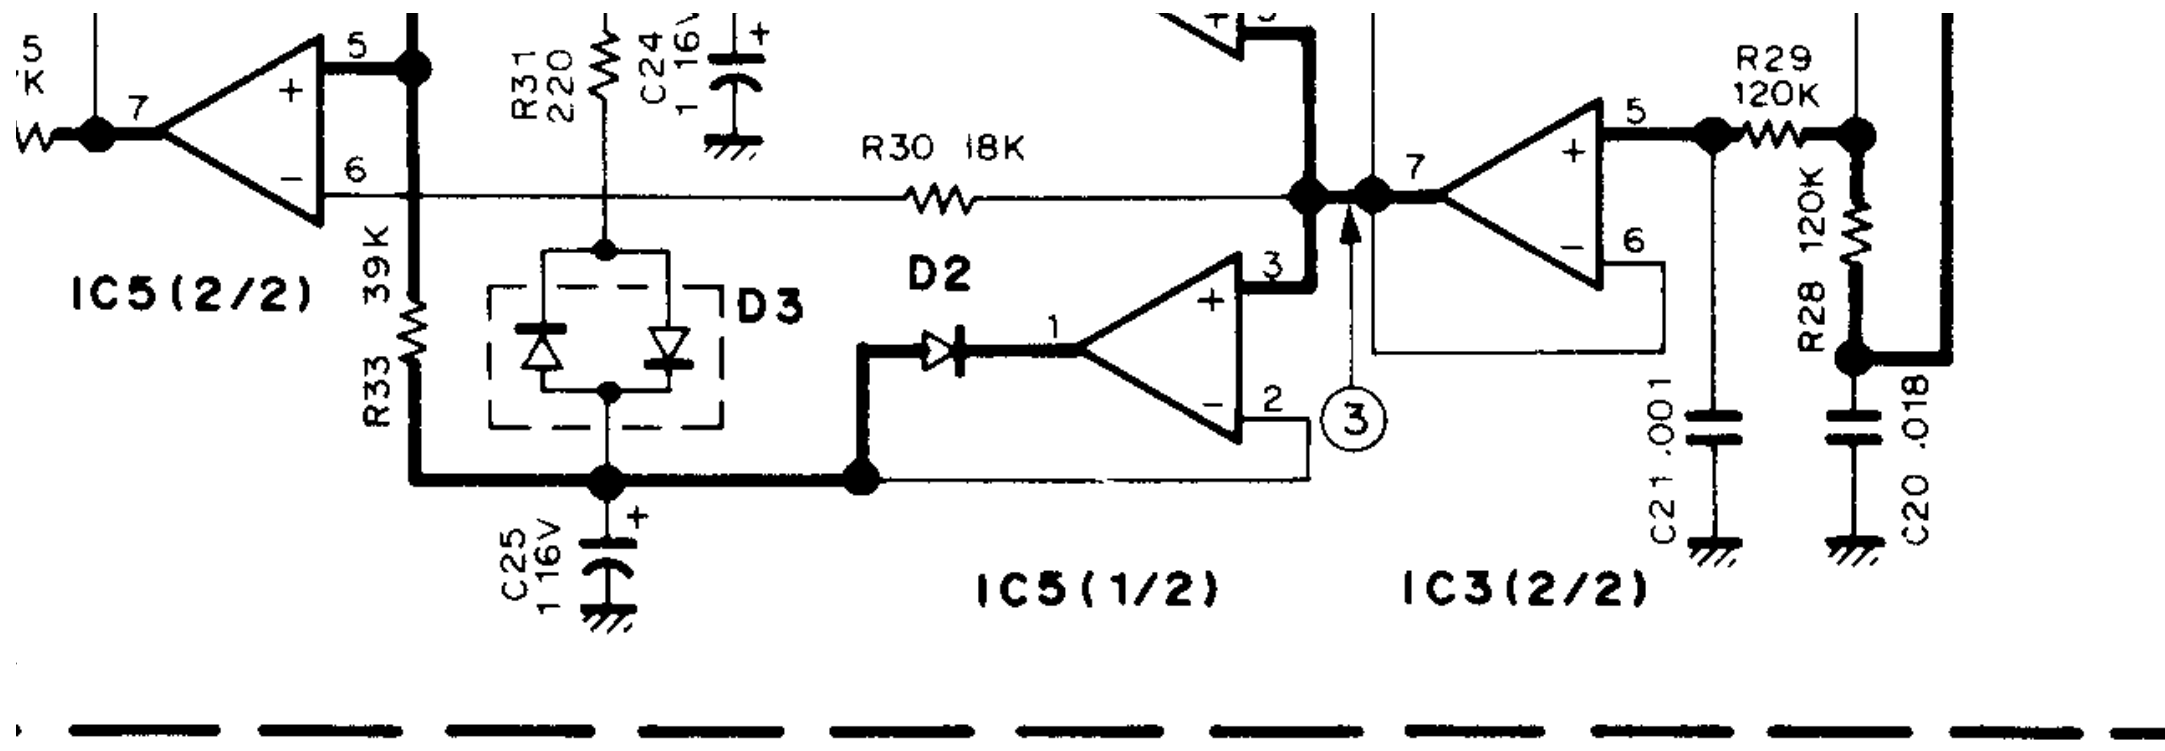 5
K
7
5
+
6
−
IC5(2/2)
R33 39K
R31
220
C24
1 16V
+
R30 18K
D3
D2
1
3
+
2
−
+
7
5
+
6
−
3
R29
120K
R28 120K
C21 .001
C20 .018
C25
1 16V
+
IC5(1/2)
IC3(2/2)